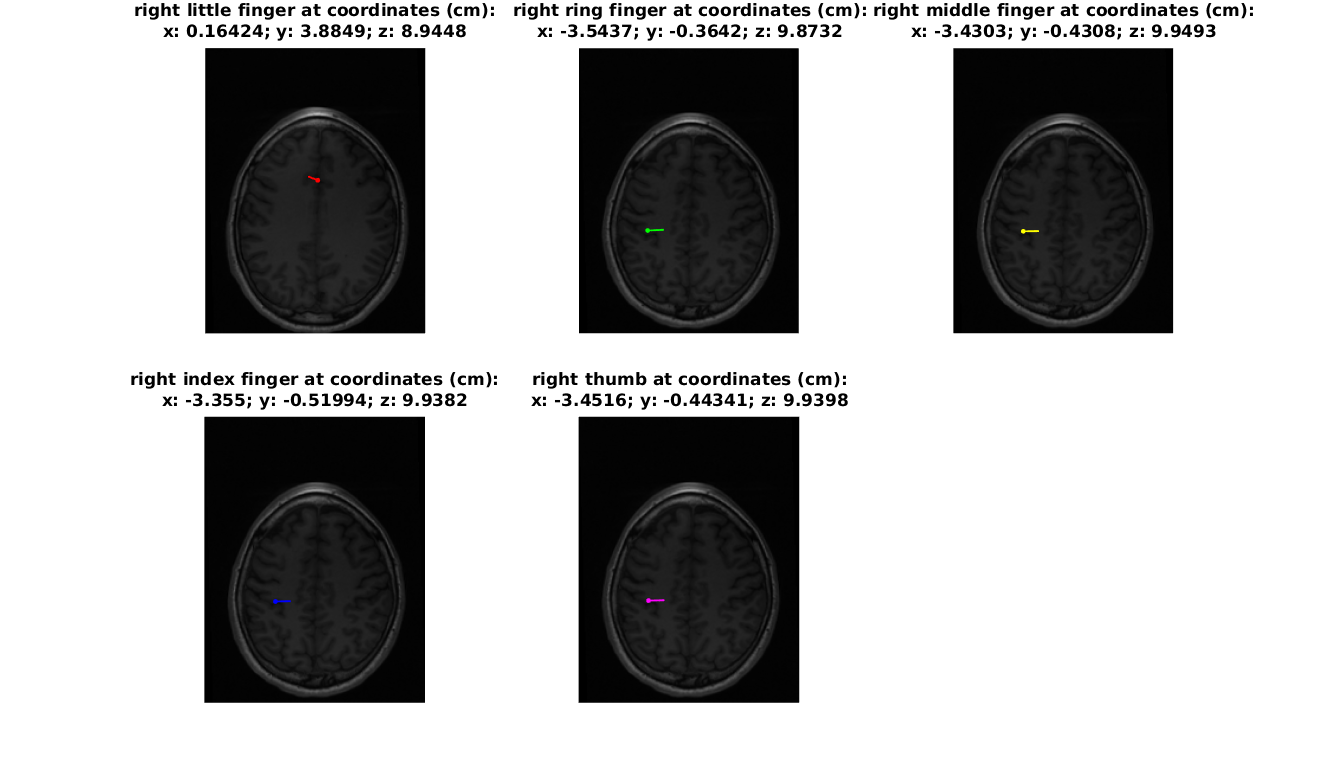 right little finger at coordinates (cm):
x: 0.16424; y: 3.8849; z: 8.9448
right ring finger at coordinates (cm):
x: -3.5437; y: -0.3642; z: 9.8732
right middle finger at coordinates (cm):
x: -3.4303; y: -0.4308; z: 9.9493
right index finger at coordinates (cm):
x: -3.355; y: -0.51994; z: 9.9382
right thumb at coordinates (cm):
x: -3.4516; y: -0.44341; z: 9.9398